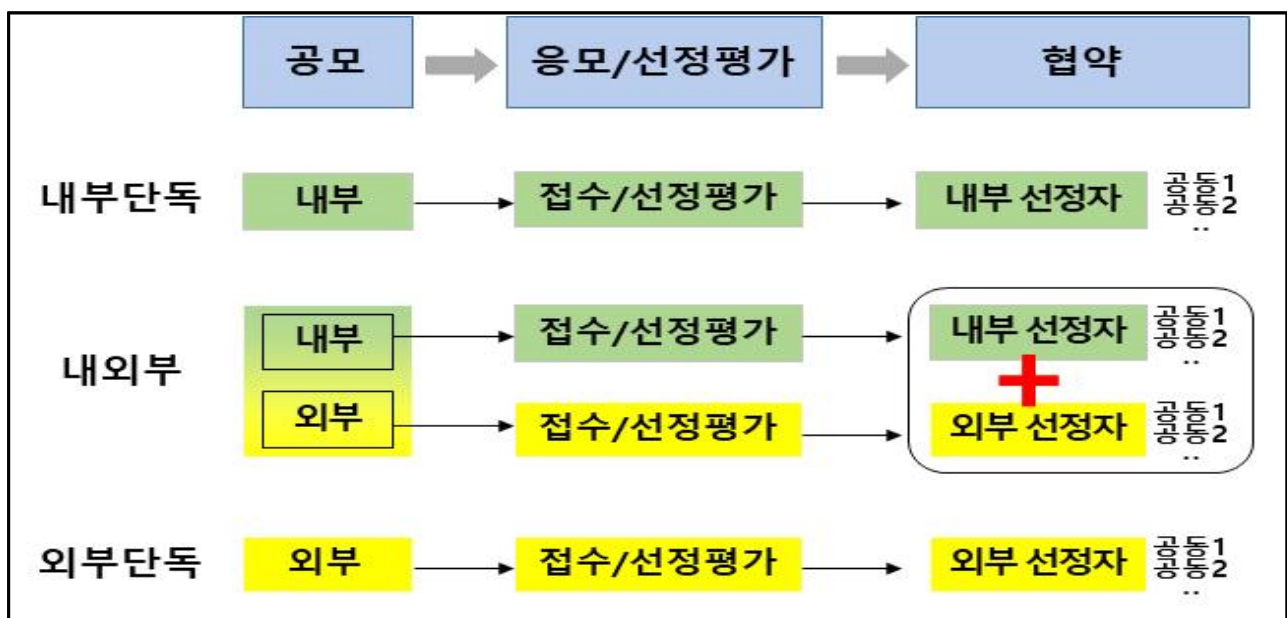 공모
응모/선정평가
협약
내부단독
내부
접수/선정평가
내부 선정자
공동1
공동2
..
내외부
내부
접수/선정평가
내부 선정자
공동1
공동2
..
외부
접수/선정평가
외부 선정자
공동1
공동2
..
외부단독
외부
접수/선정평가
외부 선정자
공동1
공동2
..